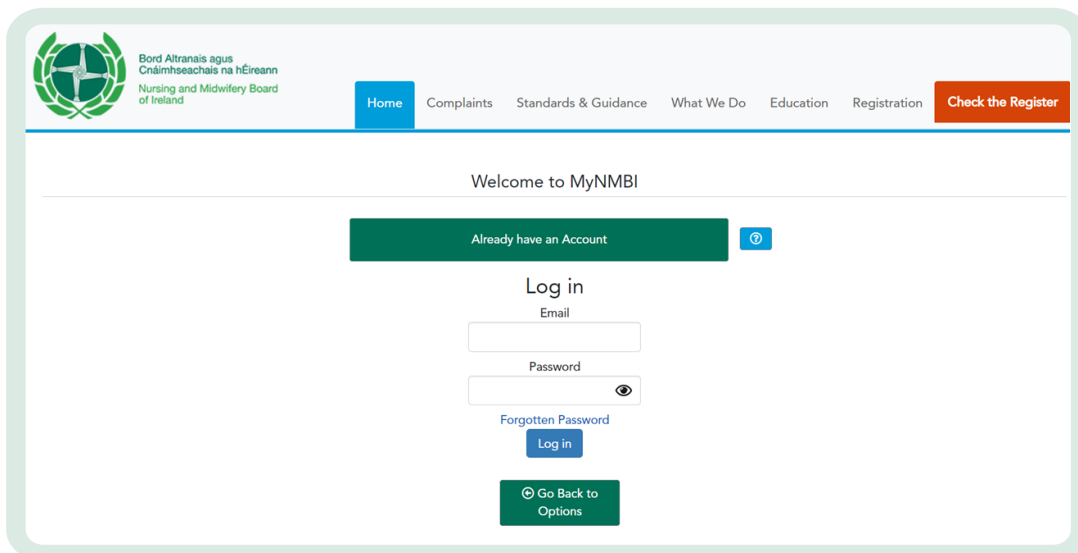 Bord Altranais agus
Cnáimhseachais na hÉireann
Nursing and Midwifery Board
of Ireland
Home Complaints Standards & Guidance What We Do Education Registration Check the Register
Welcome to MyNMBI
Already have an Account
Log in
Email
Password
Forgotten Password
Log in
Go Back to
Options